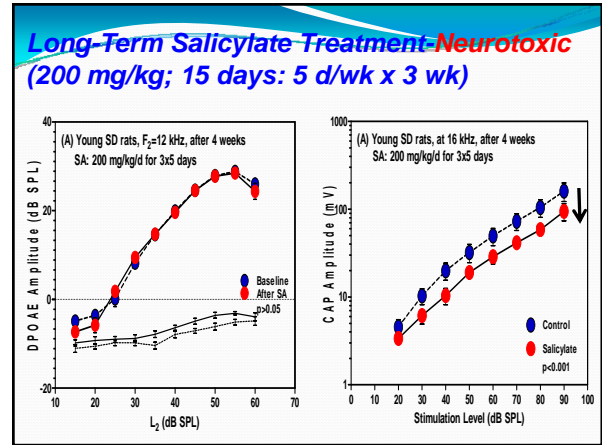 Long-Term Salicylate Treatment-Neurotoxic
(200 mg/kg; 15 days: 5 d/wk x 3 wk)
(A) Young SD rats, F2=12 kHz, after 4 weeks
SA: 200 mg/kg/d for 3x5 days
DPOAE Amplitude (dB SPL)
40
20
0
-20
Baseline
After SA
p>0.05
10 20 30 40 50 60 70
L2 (dB SPL)
(A) Young SD rats, at 16 kHz, after 4 weeks
SA: 200 mg/kg/d for 3x5 days
CAP Amplitude (mV)
1000
100
10
1
Control
Salicylate
p<0.001
0 10 20 30 40 50 60 70 80 90 100
Stimulation Level (dB SPL)